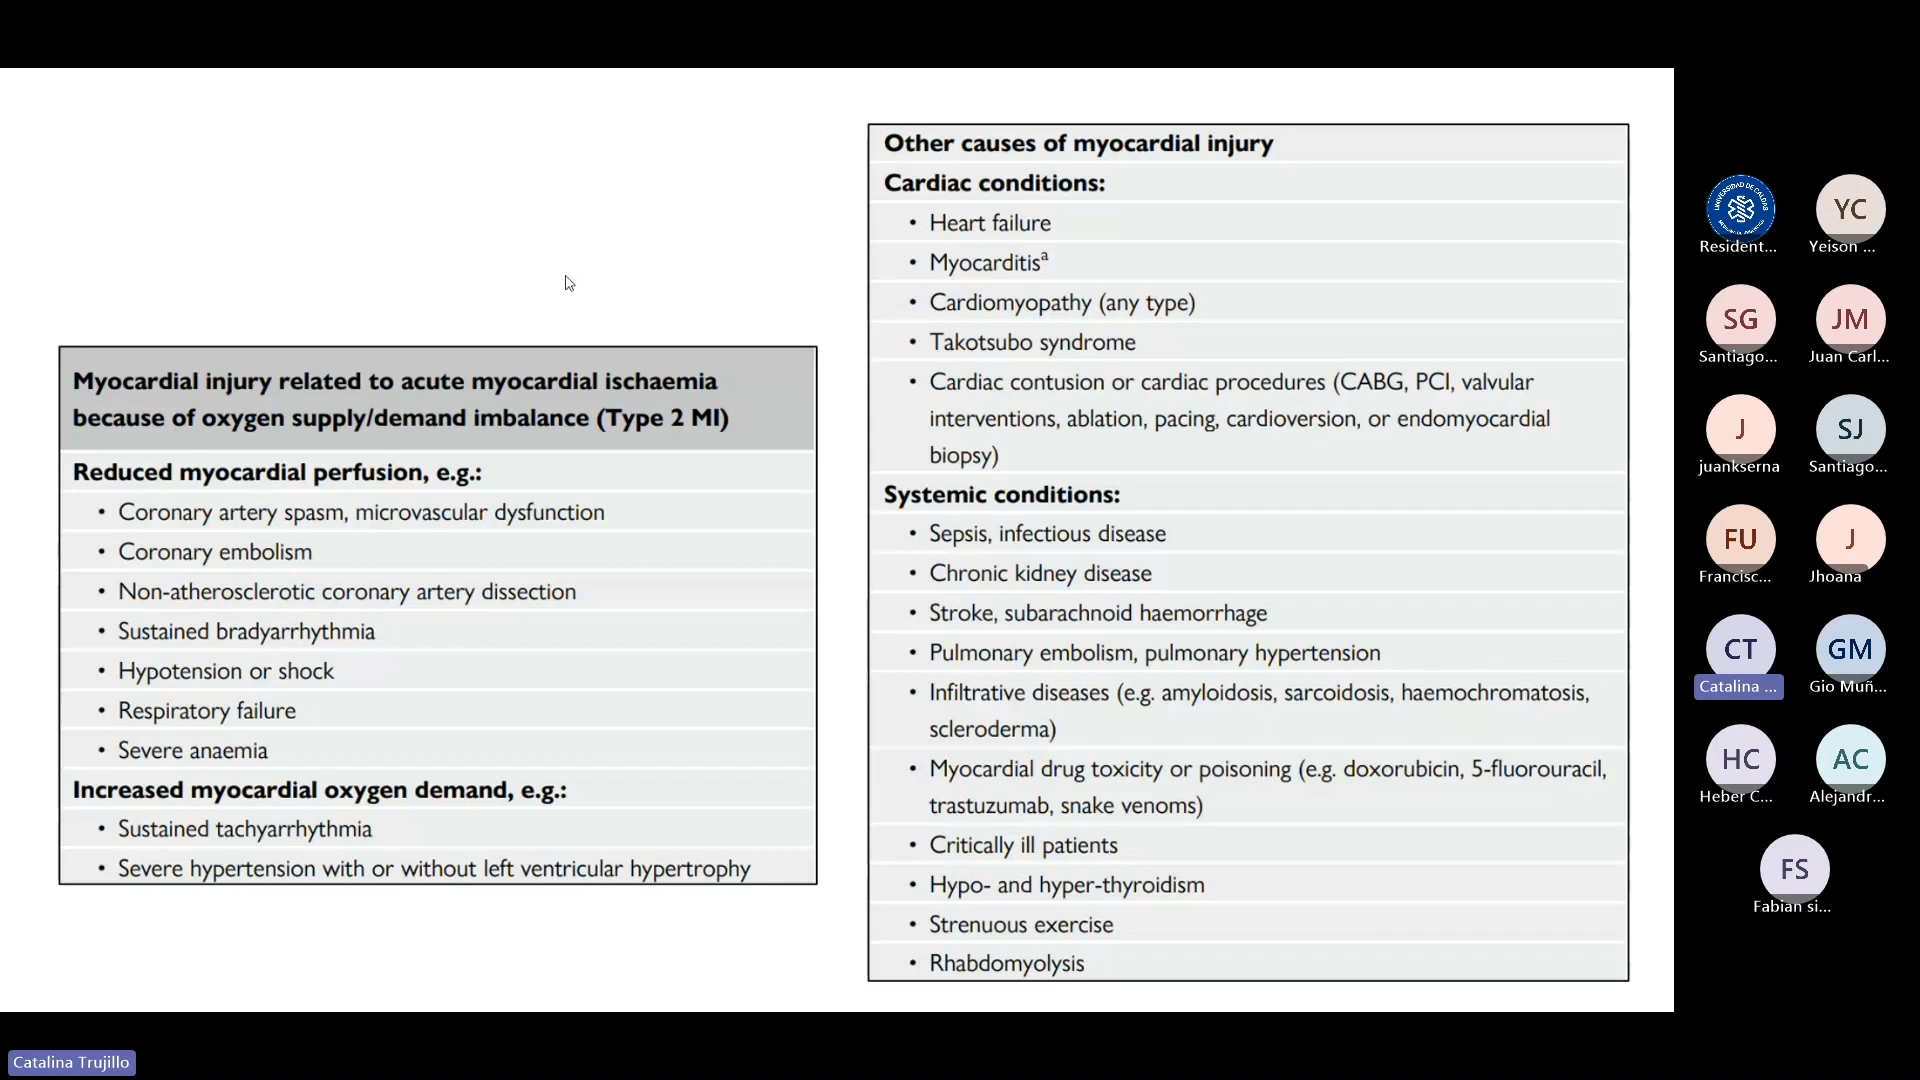 Myocardial injury related to acute myocardial ischaemia
because of oxygen supply/demand imbalance (Type 2 MI)
Reduced myocardial perfusion, e.g.:
• Coronary artery spasm, microvascular dysfunction
• Coronary embolism
• Non-atherosclerotic coronary artery dissection
• Sustained bradyarrhythmia
• Hypotension or shock
• Respiratory failure
• Severe anaemia
Increased myocardial oxygen demand, e.g.:
• Sustained tachyarrhythmia
• Severe hypertension with or without left ventricular hypertrophy
Other causes of myocardial injury
Cardiac conditions:
• Heart failure
• Myocarditisᵃ
• Cardiomyopathy (any type)
• Takotsubo syndrome
• Cardiac contusion or cardiac procedures (CABG, PCI, valvular
interventions, ablation, pacing, cardioversion, or endomyocardial
biopsy)
Systemic conditions:
• Sepsis, infectious disease
• Chronic kidney disease
• Stroke, subarachnoid haemorrhage
• Pulmonary embolism, pulmonary hypertension
• Infiltrative diseases (e.g. amyloidosis, sarcoidosis, haemochromatosis,
scleroderma)
• Myocardial drug toxicity or poisoning (e.g. doxorubicin, 5-fluorouracil,
trastuzumab, snake venoms)
• Critically ill patients
• Hypo- and hyper-thyroidism
• Strenuous exercise
• Rhabdomyolysis
UNIVERSIDAD DE CALDAS
Resident...
YC
Yeison ...
SG
Santiago...
JM
Juan Carl...
J
juankserna
SJ
Santiago...
FU
Francisc...
J
Jhoana
CT
Catalina ...
GM
Gio Muñ...
HC
Heber C...
AC
Alejandr...
FS
Fabian si...
Catalina Trujillo